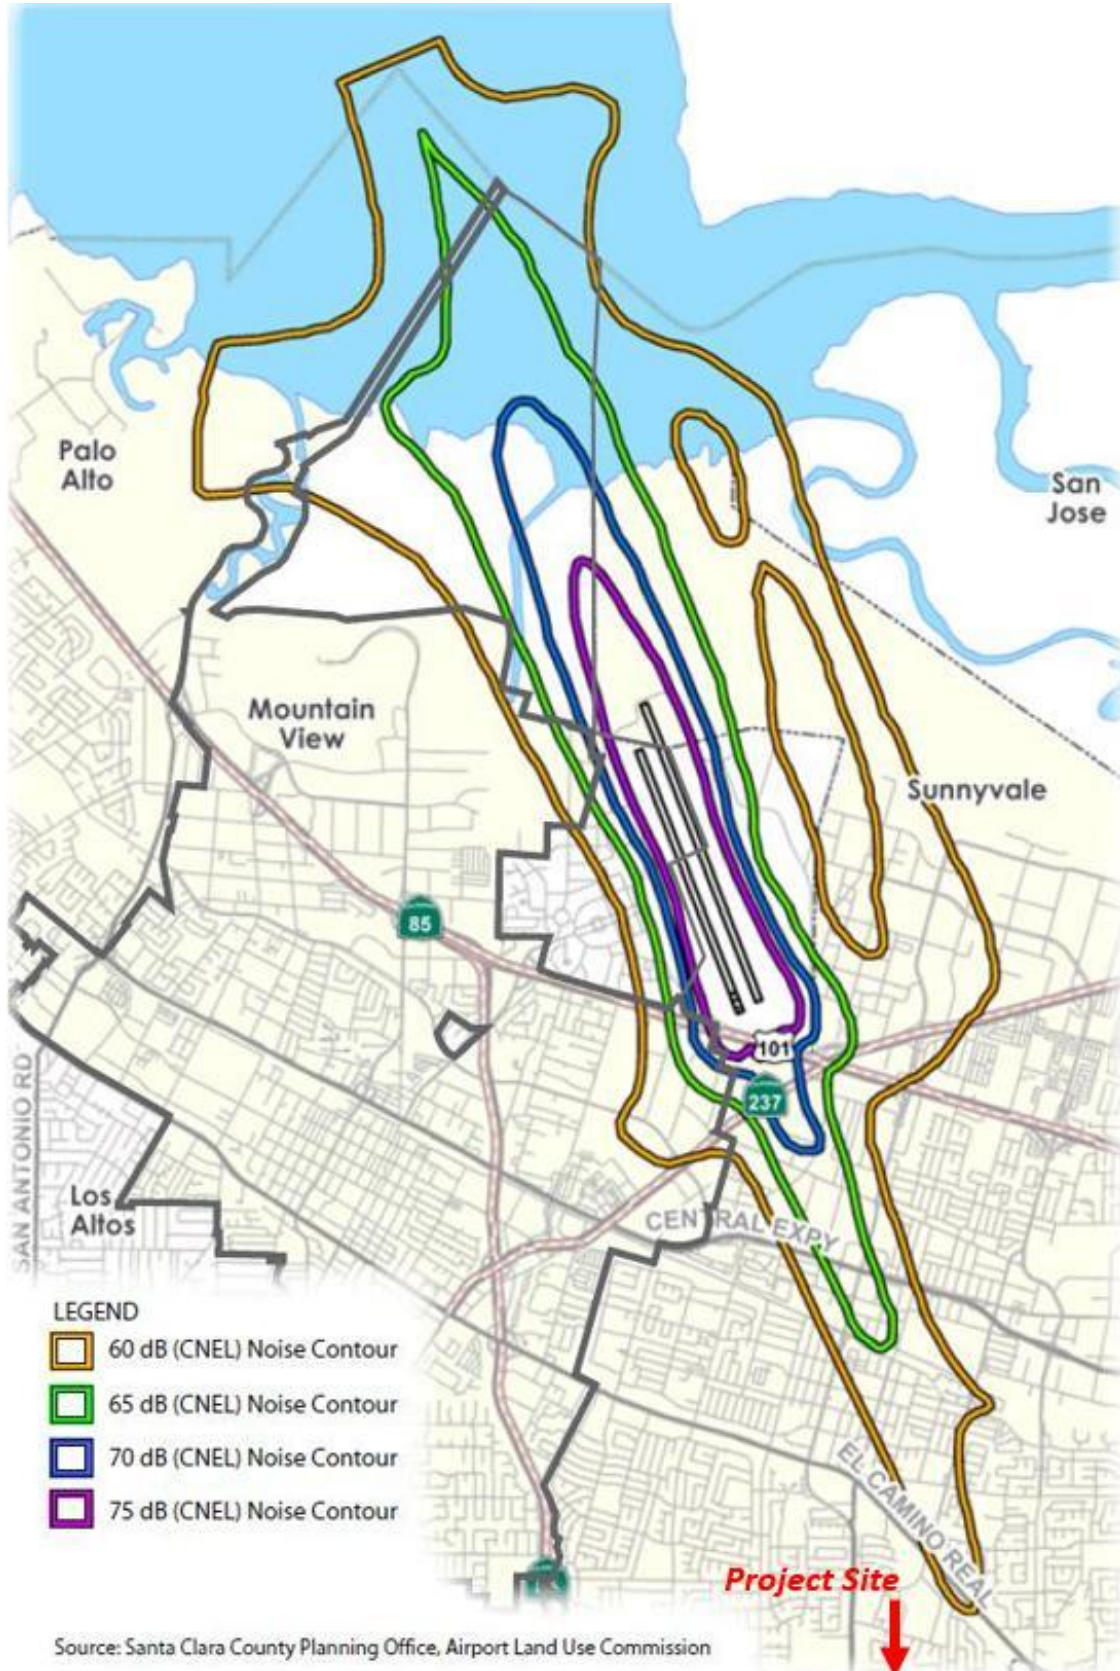 Palo
Alto
San
Jose
Mountain
View
Sunnyvale
85
101
237
SAN ANTONIO RD
Los
Altos
CENTRAL EXPY
LEGEND
60 dB (CNEL) Noise Contour
65 dB (CNEL) Noise Contour
70 dB (CNEL) Noise Contour
75 dB (CNEL) Noise Contour
EL CAMINO REAL
Project Site
Source: Santa Clara County Planning Office, Airport Land Use Commission